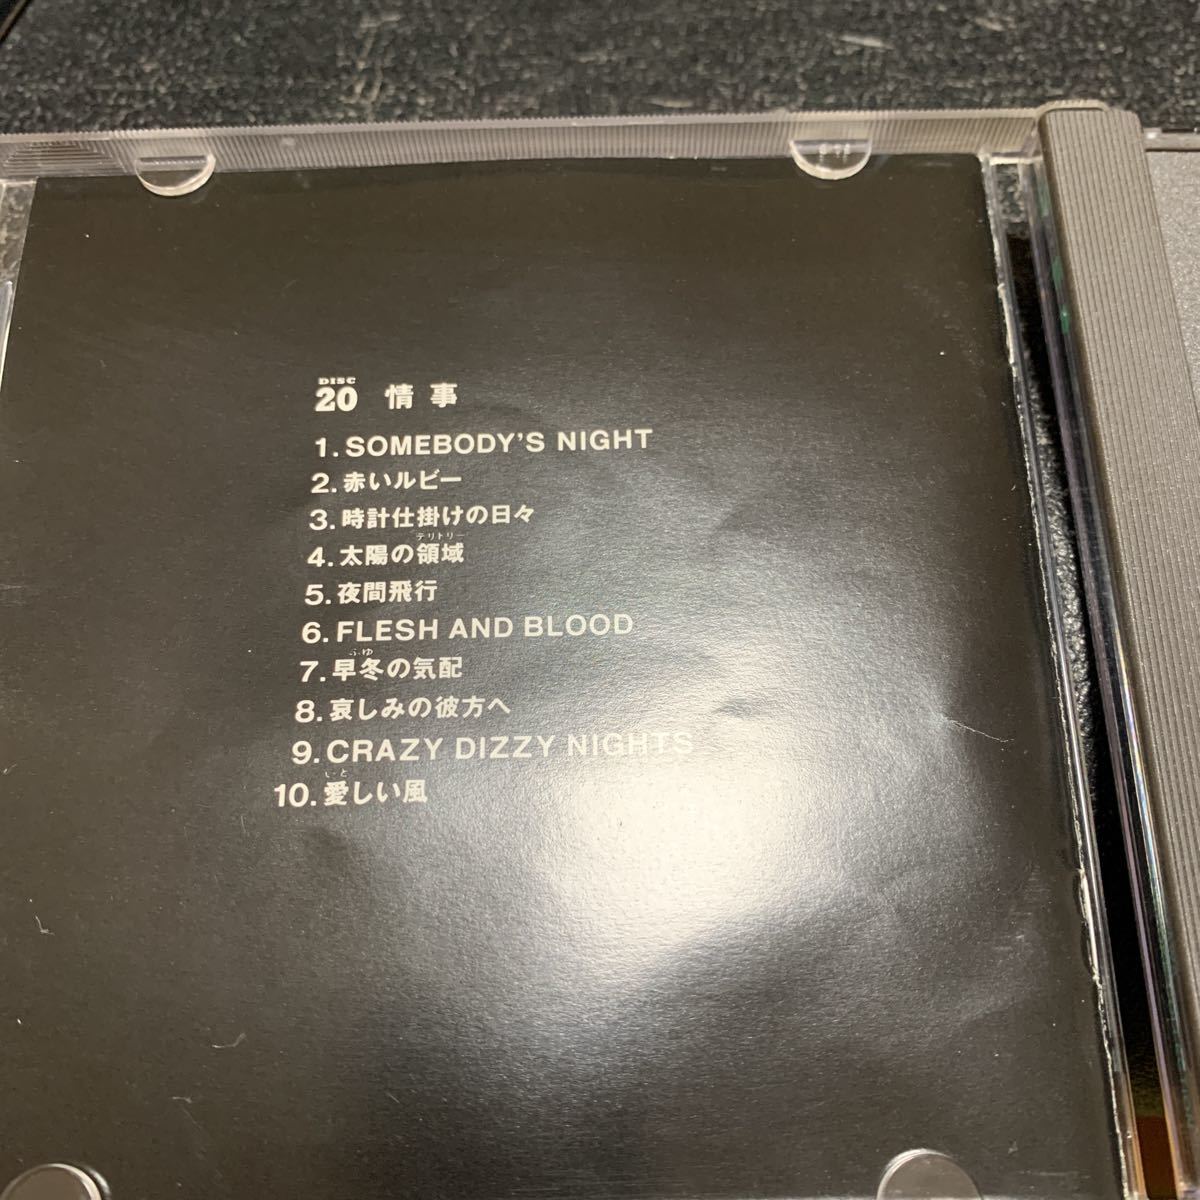 DISC
20 情事
1. SOMEBODY'S NIGHT
2. 赤いルビー
3. 時計仕掛けの日々
テリトリー
4. 太陽の領域
5. 夜間飛行
6. FLESH AND BLOOD
ふゆ
7. 早冬の気配
8. 哀しみの彼方へ
9. CRAZY DIZZY NIGHTS
いと
10. 愛しい風